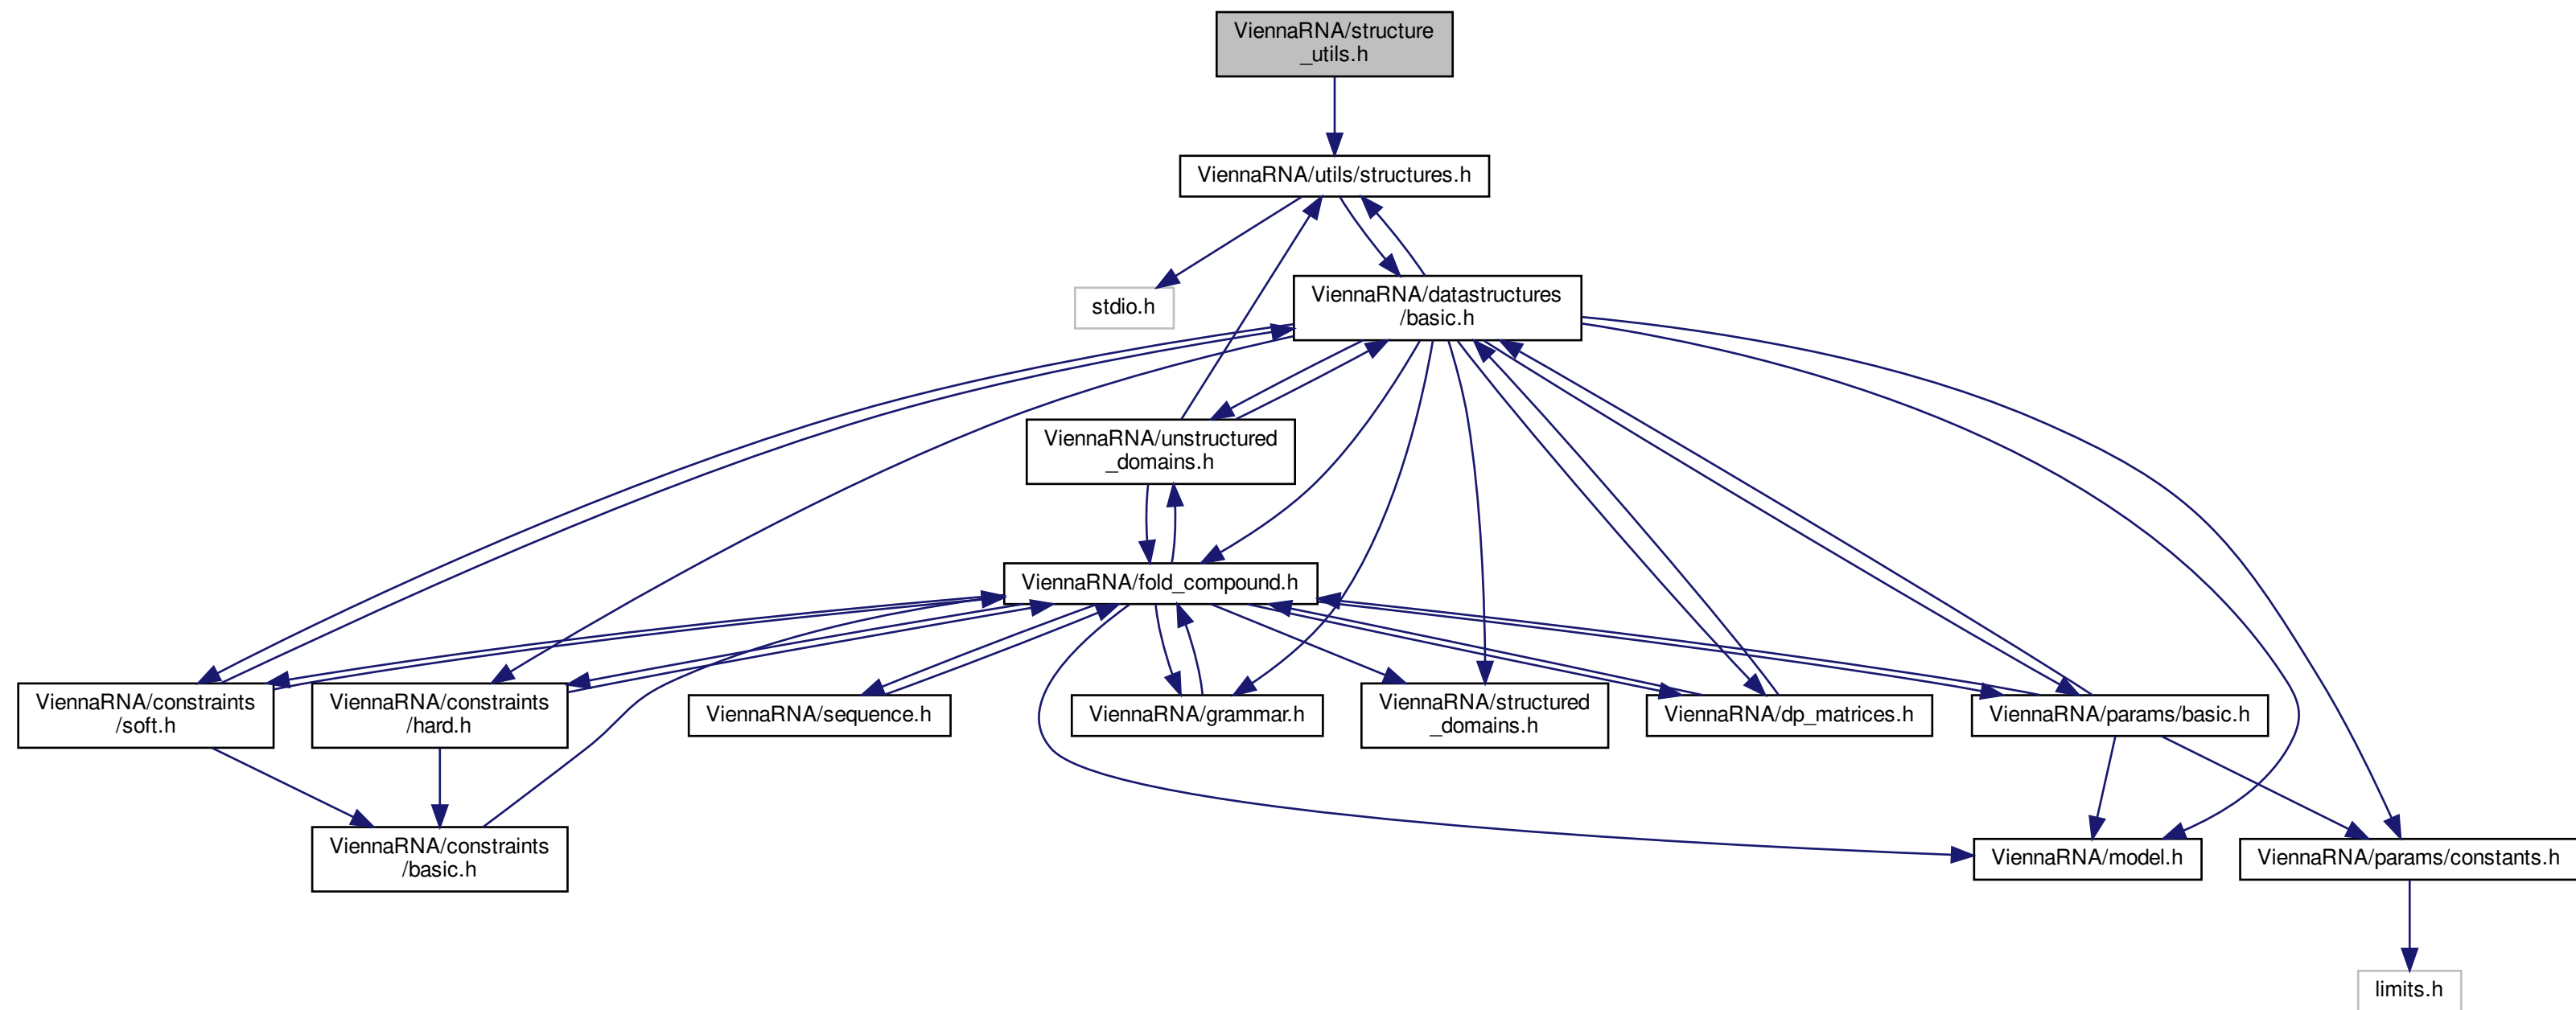 ViennaRNA/structure
_utils.h
ViennaRNA/utils/structures.h
stdio.h
ViennaRNA/datastructures
/basic.h
ViennaRNA/unstructured
_domains.h
ViennaRNA/fold_compound.h
ViennaRNA/constraints
/soft.h
ViennaRNA/constraints
/hard.h
ViennaRNA/sequence.h
ViennaRNA/grammar.h
ViennaRNA/structured
_domains.h
ViennaRNA/dp_matrices.h
ViennaRNA/params/basic.h
ViennaRNA/constraints
/basic.h
ViennaRNA/model.h
ViennaRNA/params/constants.h
limits.h